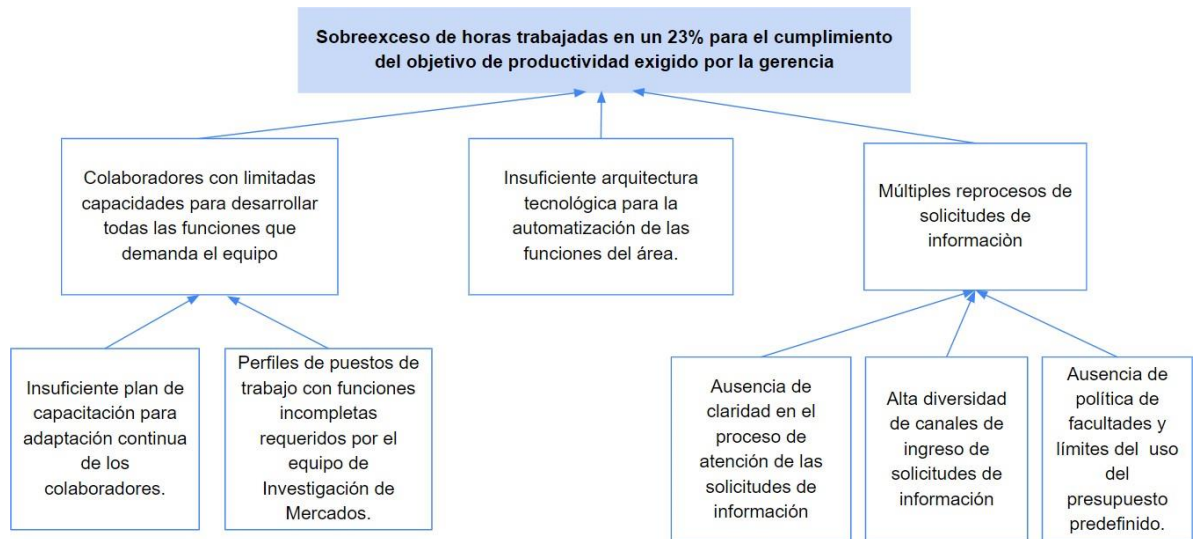 Sobreexceso de horas trabajadas en un 23% para el cumplimiento
del objetivo de productividad exigido por la gerencia
Colaboradores con limitadas
capacidades para desarrollar
todas las funciones que
demanda el equipo
Insuficiente arquitectura
tecnológica para la
automatización de las
funciones del área.
Múltiples reprocesos de
solicitudes de
informaciòn
Insuficiente plan de
capacitación para
adaptación continua
de los
colaboradores.
Perfiles de puestos de
trabajo con funciones
incompletas
requeridos por el
equipo de
Investigación de
Mercados.
Ausencia de
claridad en el
proceso de
atención de las
solicitudes de
información
Alta diversidad
de canales de
ingreso de
solicitudes de
información
Ausencia de
política de
facultades y
límites del uso
del
presupuesto
predefinido.